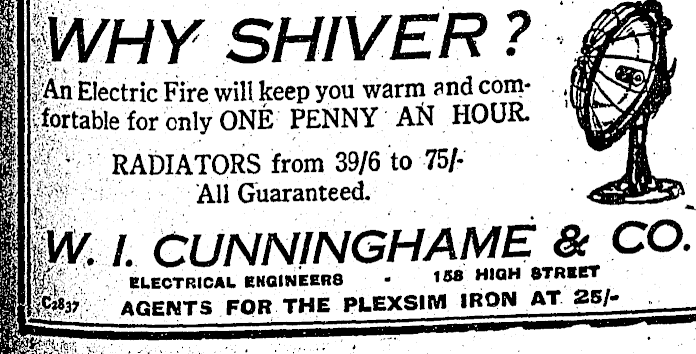 WHY SHIVER?
An Electric Fire will keep you warm and com-
fortable for only ONE PENNY AN HOUR.
RADIATORS from 39/6 to 75/-
All Guaranteed.
W. I. CUNNINGHAME & CO.
ELECTRICAL ENGINEERS - 158 HIGH STREET
C2837 AGENTS FOR THE PLEXSIM IRON AT 25/-